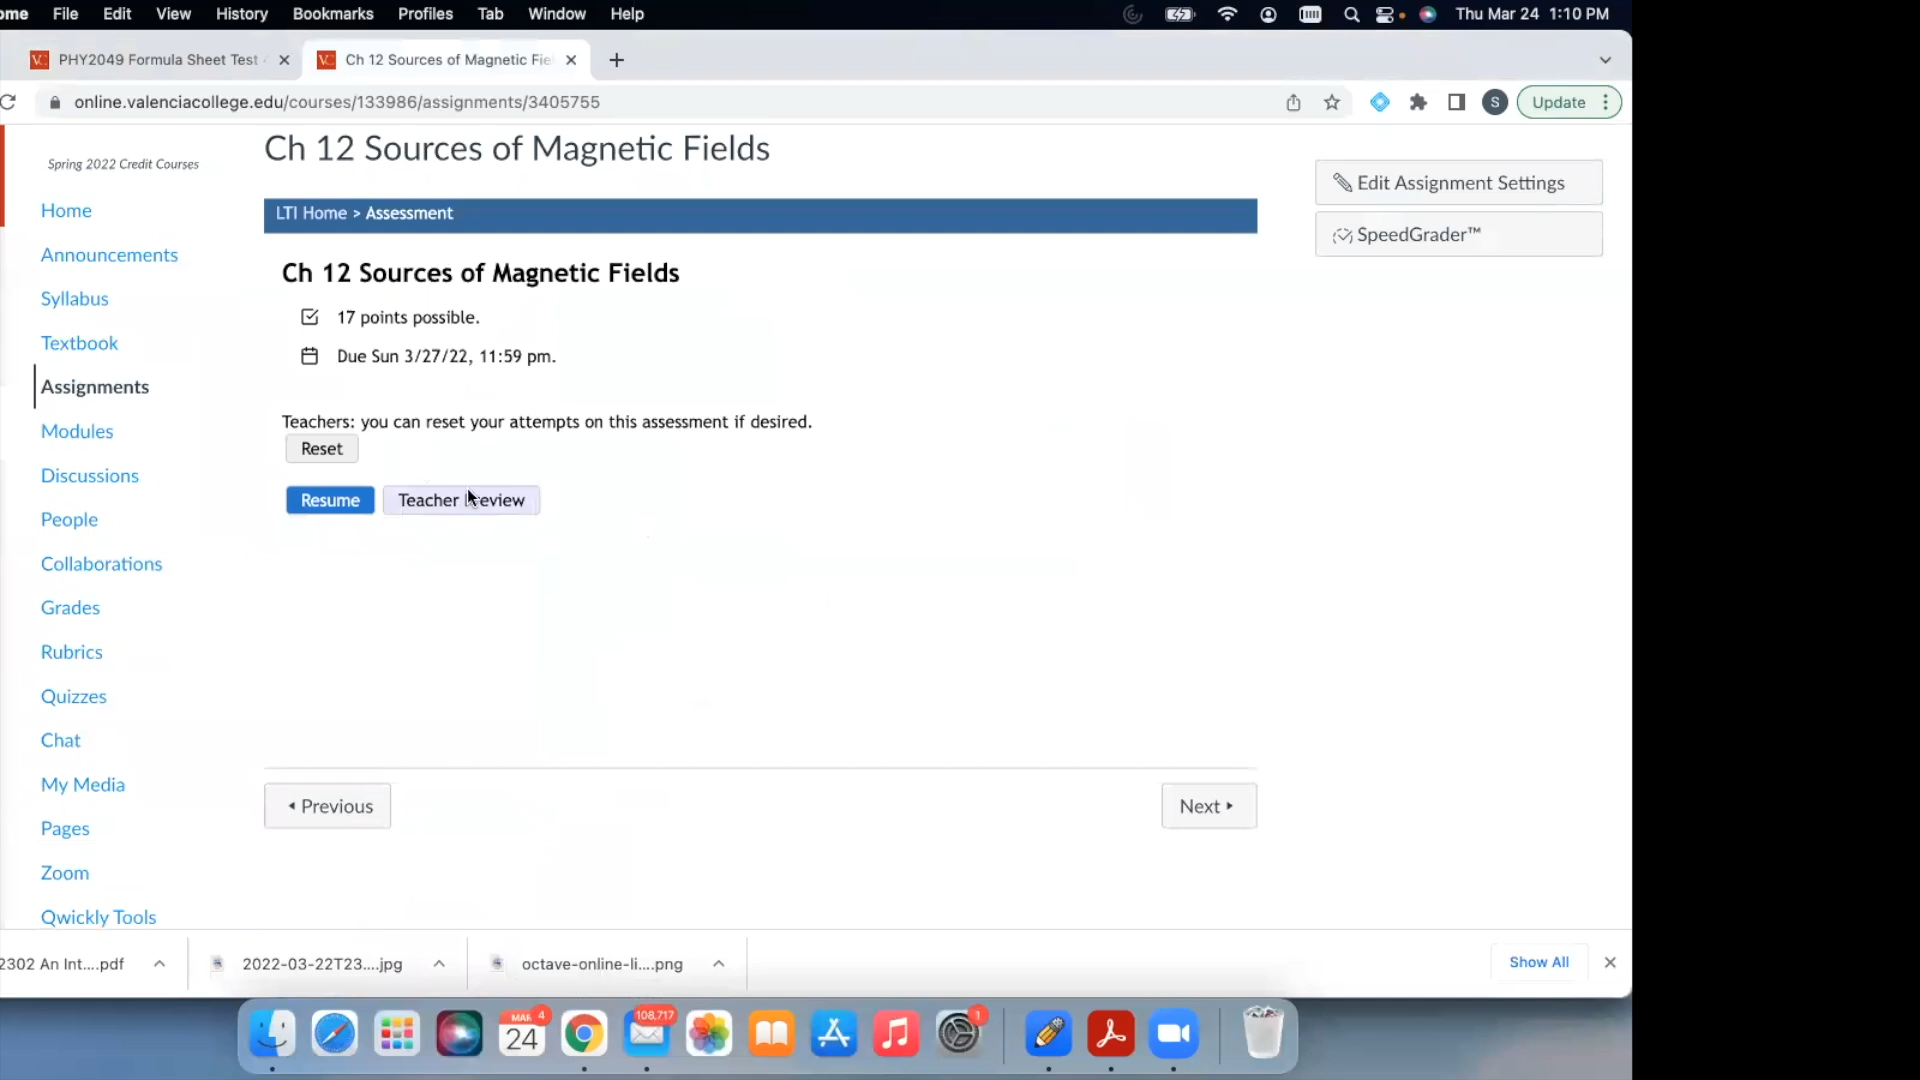 ome File Edit View History Bookmarks Profiles Tab Window Help Thu Mar 24 1:10 PM
PHY2049 Formula Sheet Test
Ch 12 Sources of Magnetic Fie
online.valenciacollege.edu/courses/133986/assignments/3405755
S
Update
Spring 2022 Credit Courses
Home
Announcements
Syllabus
Textbook
Assignments
Modules
Discussions
People
Collaborations
Grades
Rubrics
Quizzes
Chat
My Media
Pages
Zoom
Qwickly Tools
Ch 12 Sources of Magnetic Fields
LTI Home > Assessment
Ch 12 Sources of Magnetic Fields
17 points possible.
Due Sun 3/27/22, 11:59 pm.
Teachers: you can reset your attempts on this assessment if desired.
Reset
Resume Teacher Preview
Previous
Next
Edit Assignment Settings
SpeedGrader™
2302 An Int....pdf
2022-03-22T23....jpg
octave-online-li....png
Show All
MAR 4
24
108,717
1